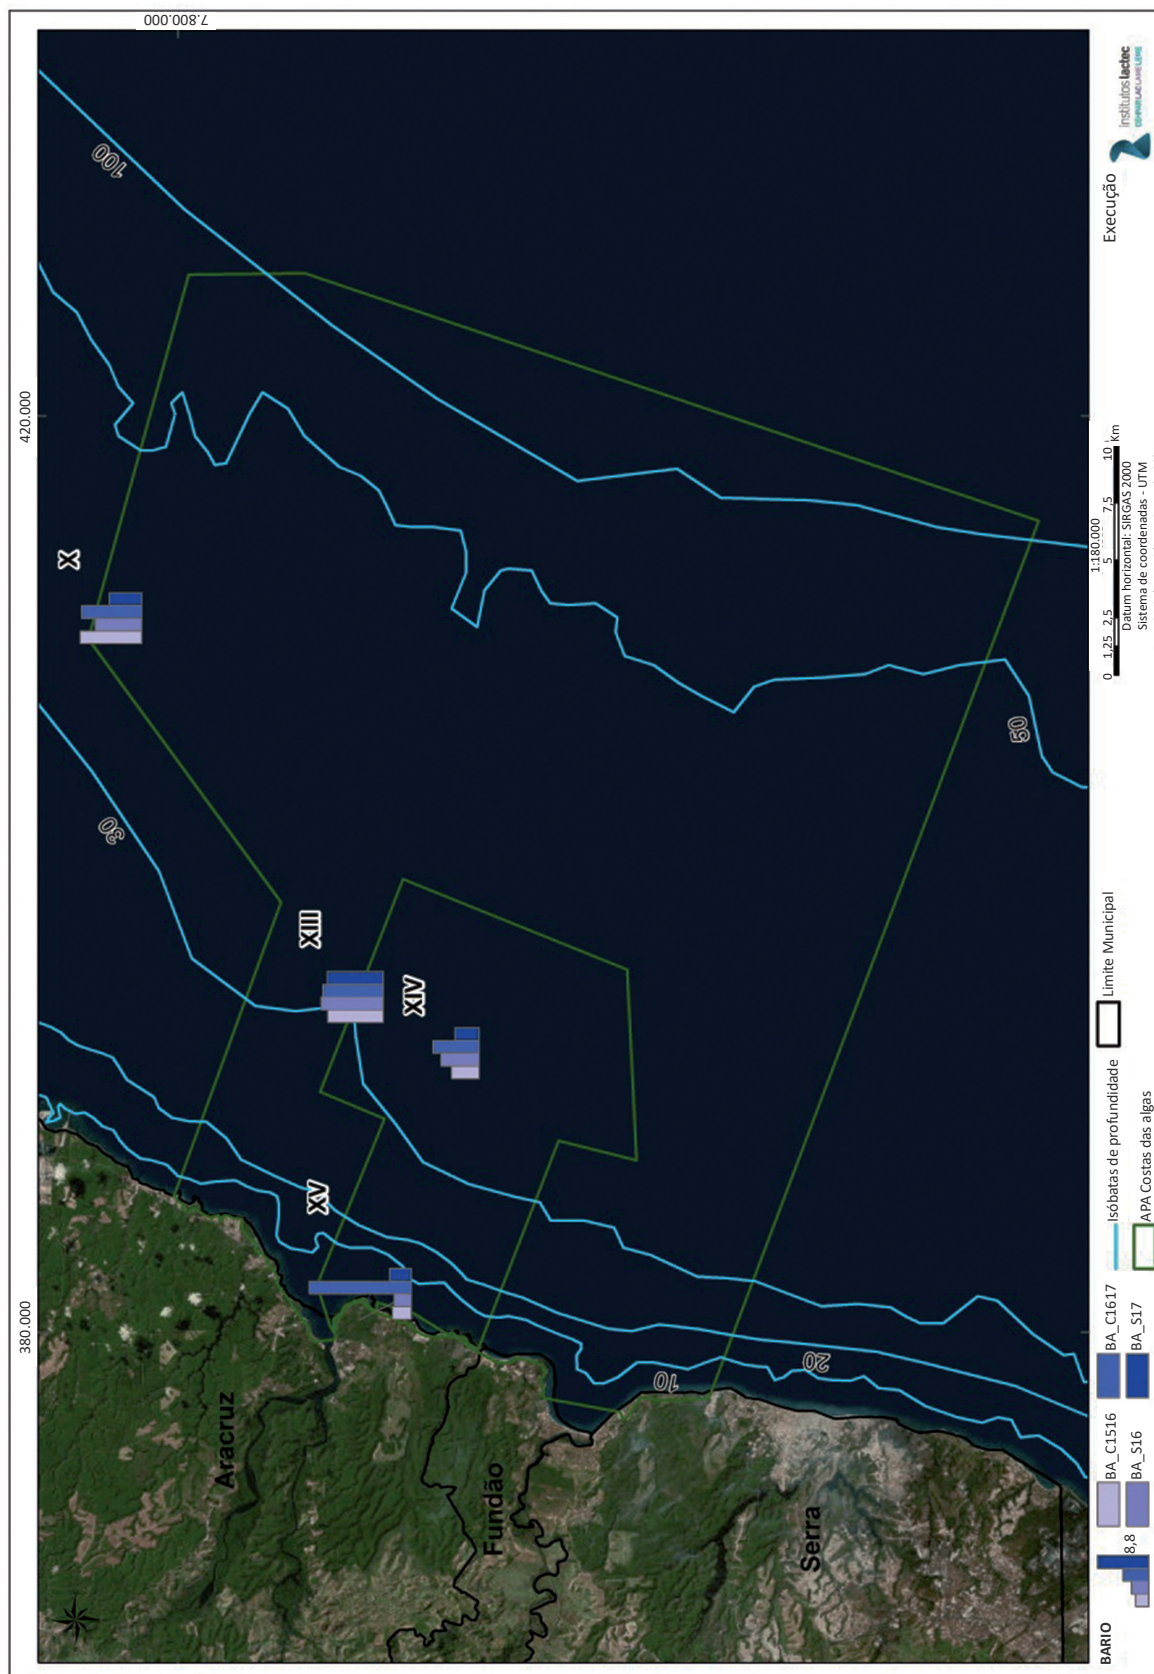 420.000
380.000
7.800.000
100
X
30
XIII
XIV
XV
50
20
10
Aracruz
Fundão
Serra
BARIO
8,8
BA_C1516
BA_S16
BA_C1617
BA_S17
Isóbatas de profundidade
APA Costas das algas
Limite Municipal
1:180.000
0 1,25 2,5 5 7,5 10 Km
Datum horizontal: SIRGAS 2000
Sistema de coordenadas - UTM
Execução
Institutos lactec